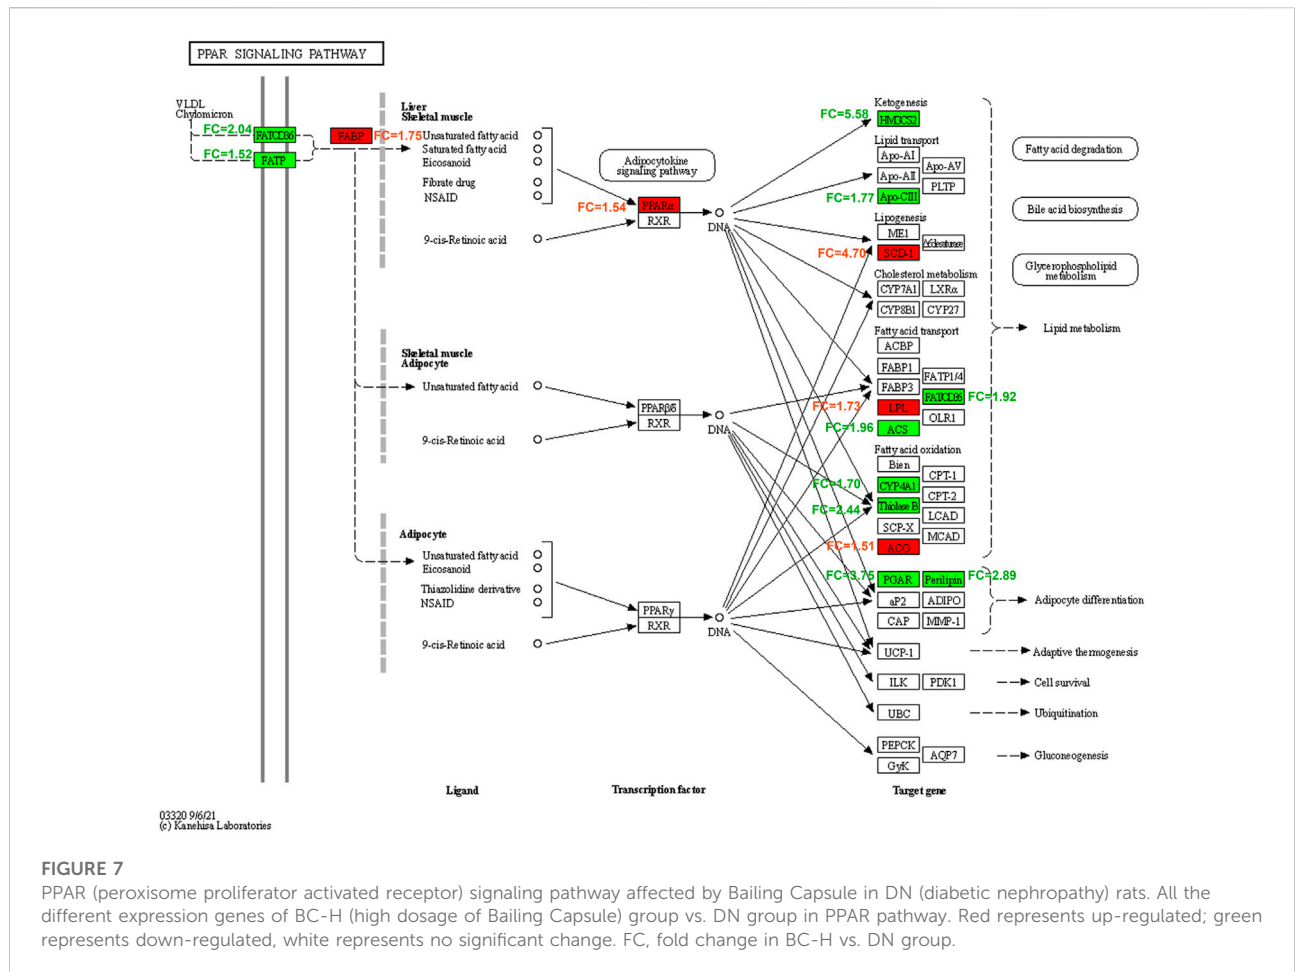 PPAR SIGNALING PATHWAY
VLDL
Chylomicron
FC=2.04
FATCD36
FC=1.52
FATP
FABP
FC=1.75
Liver
Skeletal muscle
Unsaturated fatty acid
Saturated fatty acid
Eicosanoid
Fibrate drug
NSAID
9-cis-Retinoic acid
Adipocytokine
signaling pathway
FC=1.54
PPARα
RXR
DNA
Skeletal muscle
Adipocyte
Unsaturated fatty acid
9-cis-Retinoic acid
PPARβδ
RXR
DNA
Adipocyte
Unsaturated fatty acid
Eicosanoid
Thiazolidine derivative
NSAID
9-cis-Retinoic acid
PPARγ
RXR
DNA
Ketogenesis
FC=5.58
HMGCS2
Lipid transport
Apo-AI
Apo-AV
Apo-AII
PLTP
FC=1.77
Apo-CIII
Lipogenesis
ME1
Δ6desaturase
FC=4.70
SCD-1
Cholesterol metabolism
CYP7A1
LXRα
CYP8B1
CYP27
Fatty acid transport
ACBP
FABP1
FATP1/4
FABP3
FATCD36
FC=1.92
FC=1.73
LPL
OLR1
FC=1.96
ACS
Fatty acid oxidation
Bien
CPT-1
FC=1.70
CYP4A1
CPT-2
FC=2.44
Thiolase B
LCAD
SCP-X
MCAD
FC=1.51
ACO
FC=3.75
PGAR
Perilipin
FC=2.89
aP2
ADIPO
CAP
MMP-1
UCP-1
ILK
PDK1
UBC
PEPCK
AQP7
GyK
Fatty acid degradation
Bile acid biosynthesis
Glycerophospholipid
metabolism
Lipid metabolism
Adipocyte differentiation
Adaptive thermogenesis
Cell survival
Ubiquitination
Gluconeogenesis
Ligand
Transcription factor
Target gene
03320 9/6/21
(c) Kanehisa Laboratories
FIGURE 7
PPAR (peroxisome proliferator activated receptor) signaling pathway affected by Bailing Capsule in DN (diabetic nephropathy) rats. All the
different expression genes of BC-H (high dosage of Bailing Capsule) group vs. DN group in PPAR pathway. Red represents up-regulated; green
represents down-regulated, white represents no significant change. FC, fold change in BC-H vs. DN group.